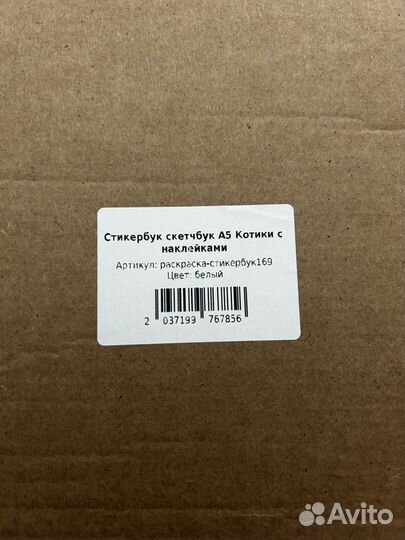 Стикербук скетчбук А5 Котики с
наклейками
Артикул: раскраска-стикербук169
Цвет: белый
2 037199 767856
Avito